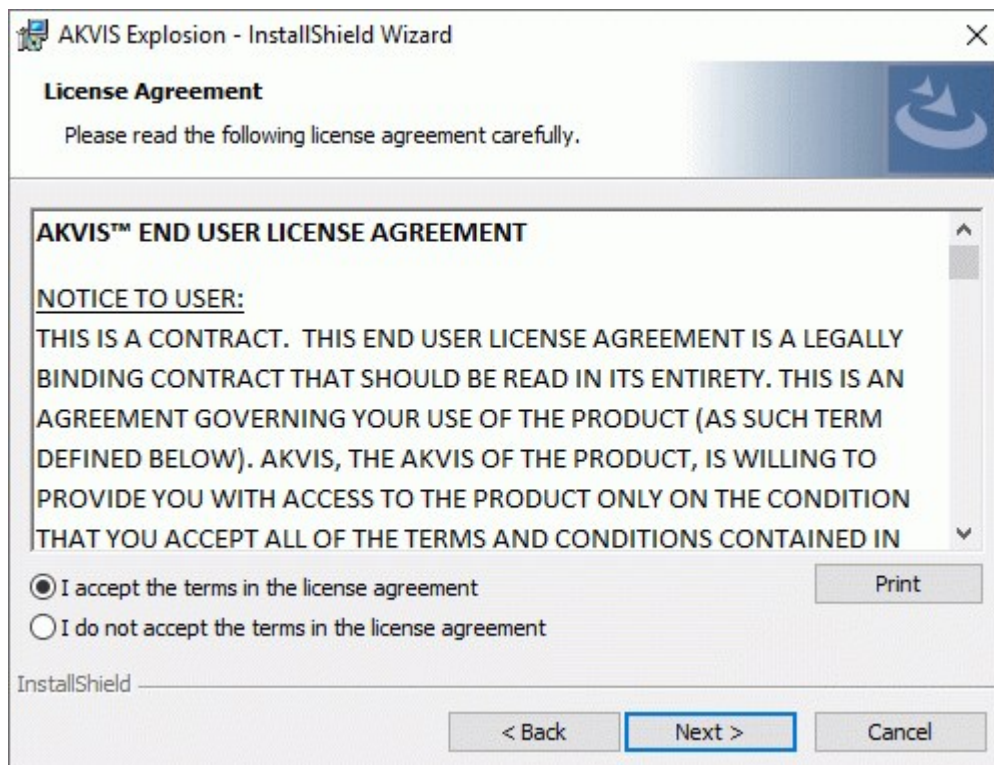 AKVIS Explosion - InstallShield Wizard
License Agreement
Please read the following license agreement carefully.
AKVIS™ END USER LICENSE AGREEMENT
NOTICE TO USER:
THIS IS A CONTRACT.  THIS END USER LICENSE AGREEMENT IS A LEGALLY
BINDING CONTRACT THAT SHOULD BE READ IN ITS ENTIRETY. THIS IS AN
AGREEMENT GOVERNING YOUR USE OF THE PRODUCT (AS SUCH TERM
DEFINED BELOW). AKVIS, THE AKVIS OF THE PRODUCT, IS WILLING TO
PROVIDE YOU WITH ACCESS TO THE PRODUCT ONLY ON THE CONDITION
THAT YOU ACCEPT ALL OF THE TERMS AND CONDITIONS CONTAINED IN
I accept the terms in the license agreement
Print
I do not accept the terms in the license agreement
InstallShield
< Back
Next >
Cancel